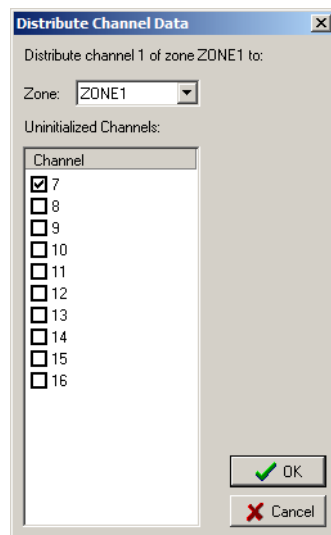 Distribute Channel Data
Distribute channel 1 of zone ZONE1 to:
Zone: ZONE1
Uninitialized Channels:
Channel
7
8
9
10
11
12
13
14
15
16
OK
Cancel